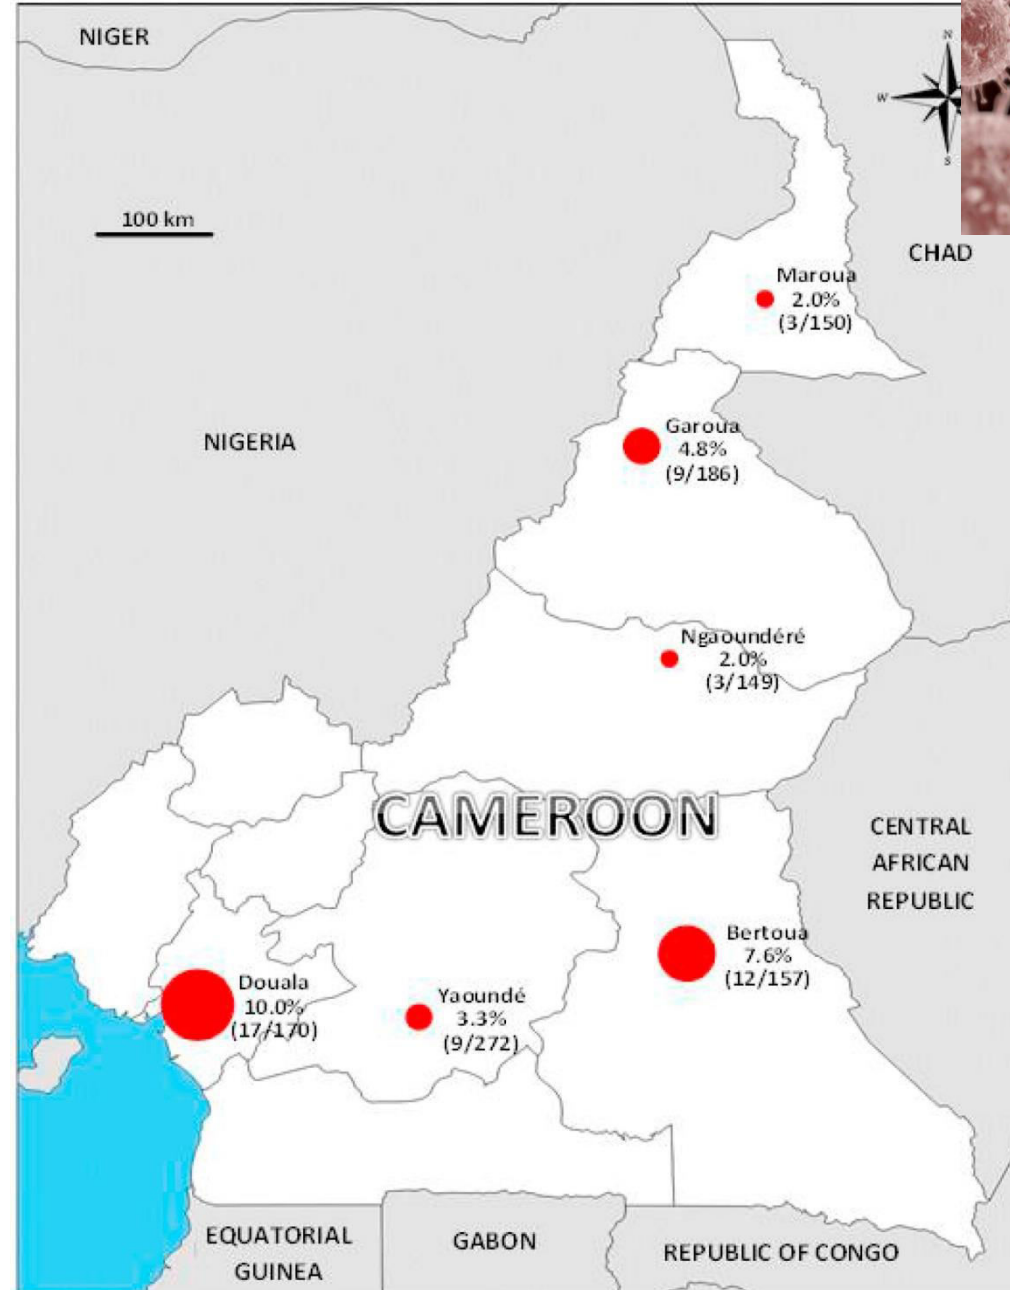 NIGER
N
W
S
100 km
CHAD
Maroua
2.0%
(3/150)
NIGERIA
Garoua
4.8%
(9/186)
Ngaoundéré
2.0%
(3/149)
CAMEROON
CENTRAL
AFRICAN
REPUBLIC
Bertoua
7.6%
(12/157)
Douala
10.0%
(17/170)
Yaoundé
3.3%
(9/272)
EQUATORIAL
GUINEA
GABON
REPUBLIC OF CONGO